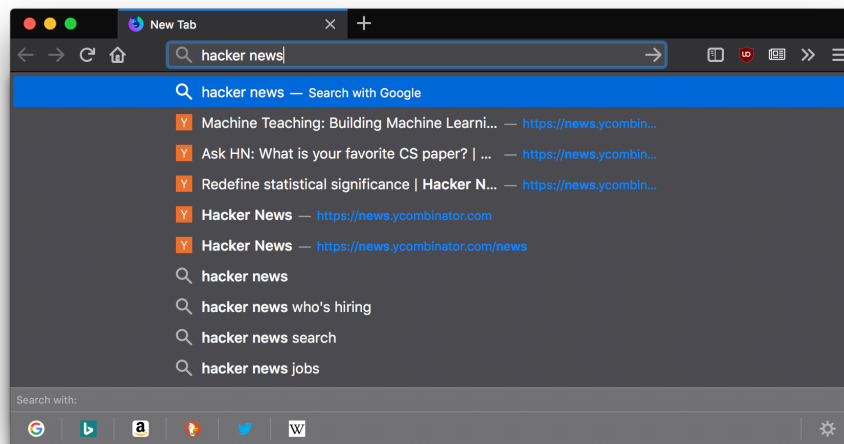 New Tab
hacker news
hacker news — Search with Google
Machine Teaching: Building Machine Learni... — https://news.ycombin...
Ask HN: What is your favorite CS paper? | ... — https://news.ycombin...
Redefine statistical significance | Hacker N... — https://news.ycombin...
Hacker News — https://news.ycombinator.com
Hacker News — https://news.ycombinator.com/news
hacker news
hacker news who's hiring
hacker news search
hacker news jobs
Search with: